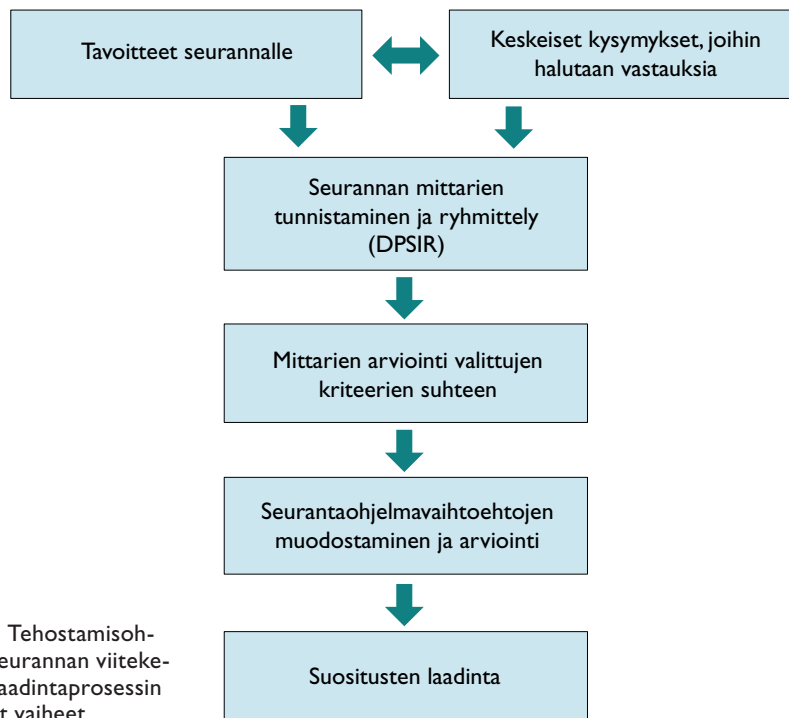 Tavoitteet seurannalle
Keskeiset kysymykset, joihin
halutaan vastauksia
Seurannan mittarien
tunnistaminen ja ryhmittely
(DPSIR)
Mittarien arviointi valittujen
kriteerien suhteen
Seurantaohjelmavaihtoehtojen
muodostaminen ja arviointi
Suositusten laadinta
Tehostamisoh-
eurannan viiteke-
aadintaprosessin
t vaiheet